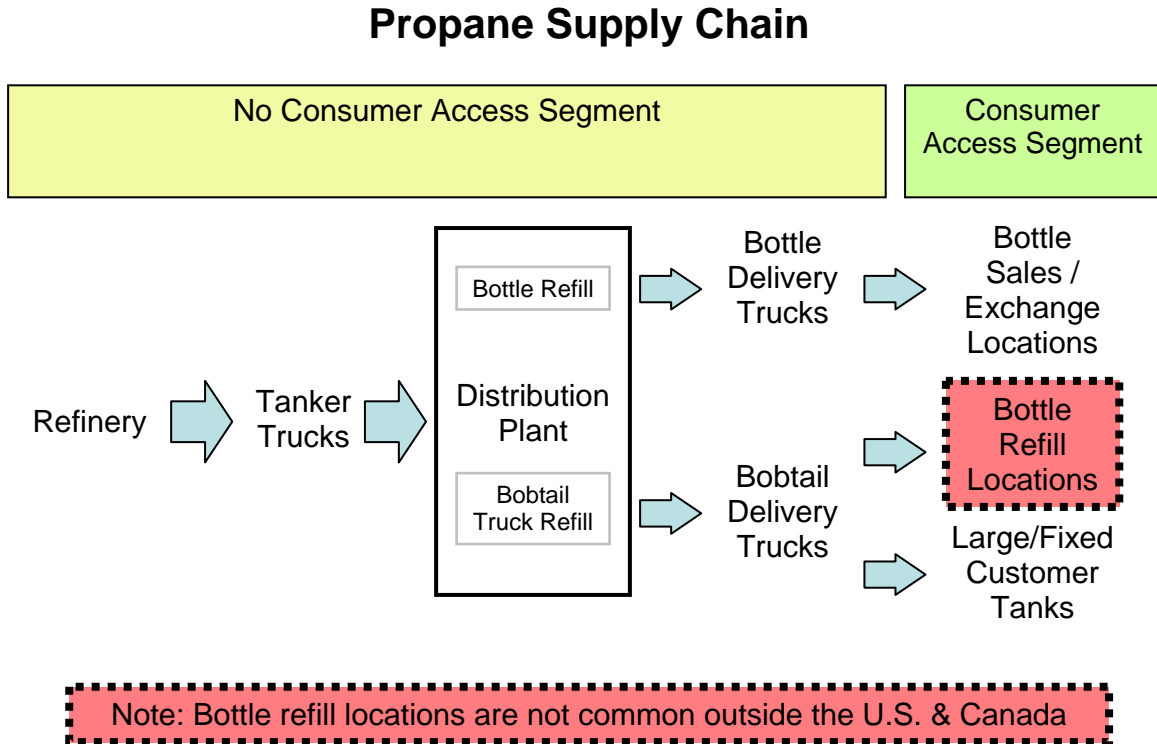 Propane Supply Chain
No Consumer Access Segment
Consumer
Access Segment
Refinery
Tanker
Trucks
Bottle Refill
Distribution
Plant
Bobtail
Truck Refill
Bottle
Delivery
Trucks
Bobtail
Delivery
Trucks
Bottle
Sales /
Exchange
Locations
Bottle
Refill
Locations
Large/Fixed
Customer
Tanks
Note: Bottle refill locations are not common outside the U.S. & Canada